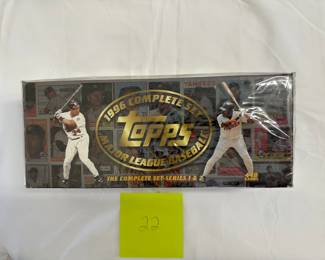 1996 COMPLETE SET
Topps
MAJOR LEAGUE BASEBALL
THE COMPLETE SET-SERIES 1 & 2
22